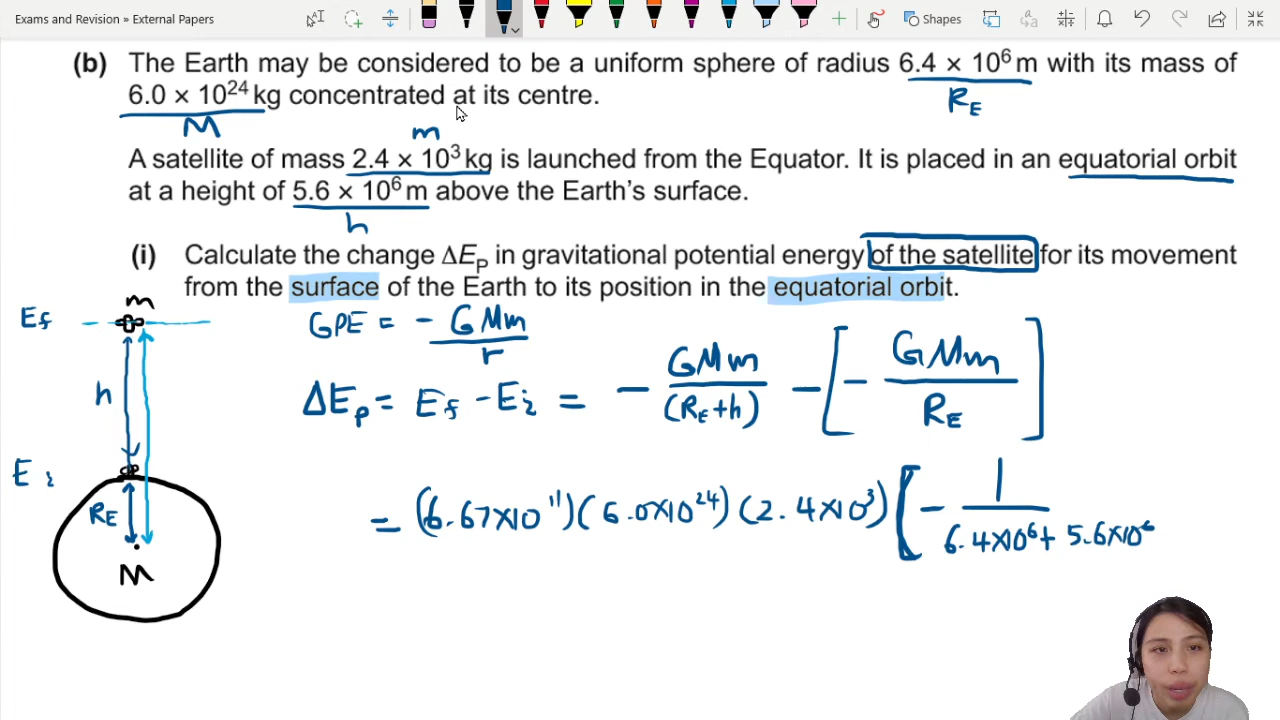 Exams and Revision » External Papers
Shapes
(b) The Earth may be considered to be a uniform sphere of radius 6.4 × 10⁶ m with its mass of
6.0 × 10²⁴ kg concentrated at its centre.
R_E
M
m
A satellite of mass 2.4 × 10³ kg is launched from the Equator. It is placed in an equatorial orbit
at a height of 5.6 × 10⁶ m above the Earth's surface.
h
(i) Calculate the change ΔE_P in gravitational potential energy of the satellite for its movement
from the surface of the Earth to its position in the equatorial orbit.
m
E_f
h
E_i
R_E
M
GPE = - GMm / r
ΔE_p = E_f - E_i = - GMm / (R_E+h) - [ - GMm / R_E ]
= (6.67×10¹¹)(6.0×10²⁴)(2.4×10³) [ - 1 / 6.4×10⁶ + 5.6×10⁶